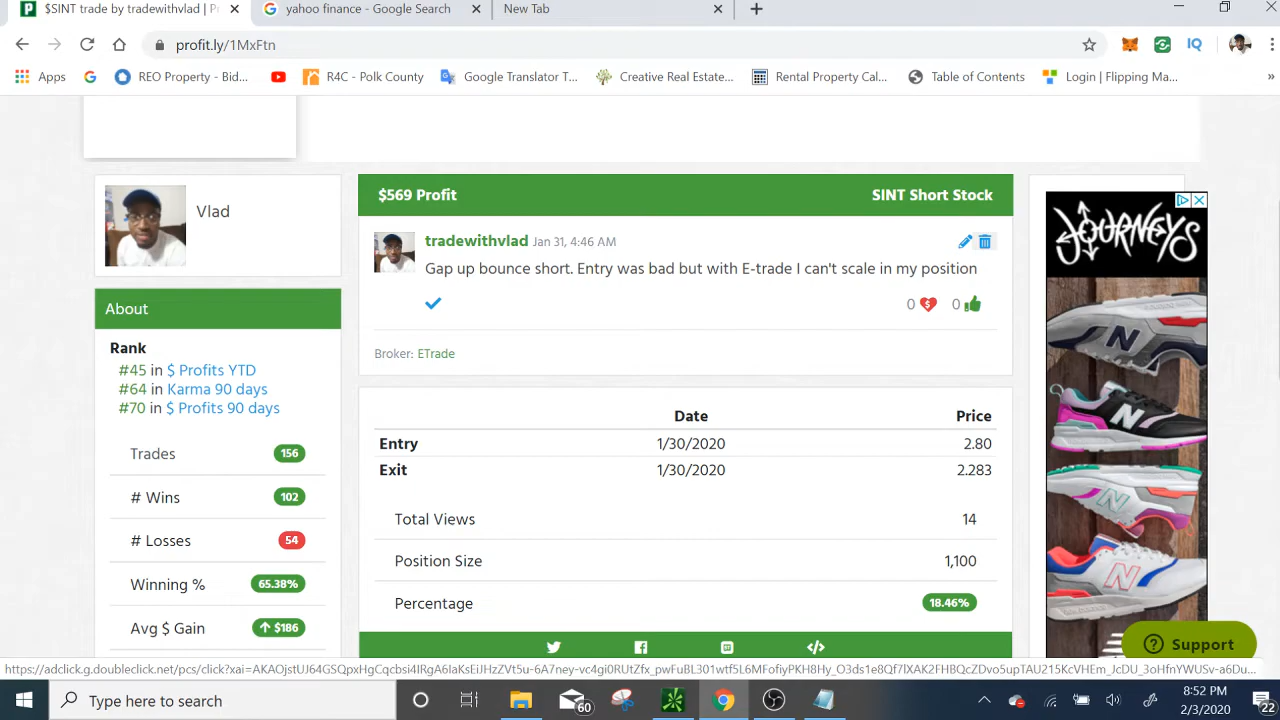 $SINT trade by tradewithvlad | P
yahoo finance - Google Search
New Tab
profit.ly/1MxFtn
IQ
Apps
REO Property - Bid...
R4C - Polk County
Google Translator T...
Creative Real Estate...
Rental Property Cal...
Table of Contents
Login | Flipping Ma...
»
Vlad
About
Rank
#45 in $ Profits YTD
#64 in Karma 90 days
#70 in $ Profits 90 days
Trades 156
# Wins 102
# Losses 54
Winning % 65.38%
Avg $ Gain $186
$569 Profit SINT Short Stock
tradewithvlad Jan 31, 4:46 AM
Gap up bounce short. Entry was bad but with E-trade I can't scale in my position
0 0
Broker: ETrade
Date Price
Entry 1/30/2020 2.80
Exit 1/30/2020 2.283
Total Views 14
Position Size 1,100
Percentage 18.46%
JOURNEYS
N
N
N
N
Support
Type here to search
60
8:52 PM
2/3/2020
22